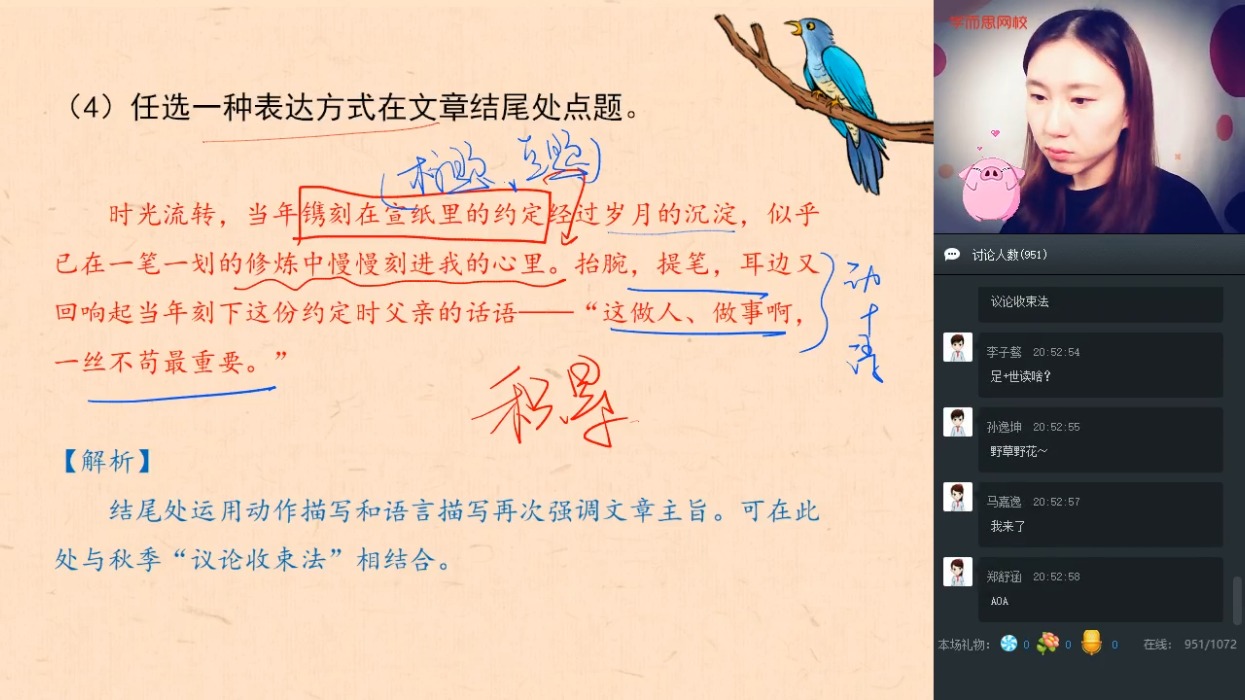 （4）任选一种表达方式在文章结尾处点题。
（标题、主题）
时光流转，当年镌刻在宣纸里的约定经过岁月的沉淀，似乎
已在一笔一划的修炼中慢慢刻进我的心里。抬腕，提笔，耳边又
回响起当年刻下这份约定时父亲的话语——“这做人、做事啊，
一丝不苟最重要。”
动
+
语
积累
【解析】
结尾处运用动作描写和语言描写再次强调文章主旨。可在此
处与秋季“议论收束法”相结合。
学而思网校
讨论人数(951)
议论收束法
李子骜 20:52:54
足+世读啥?
孙逸坤 20:52:55
野草野花~
马嘉逸 20:52:57
我来了
郑舒涵 20:52:58
AOA
本场礼物： 0 0 0 在线： 951/1072